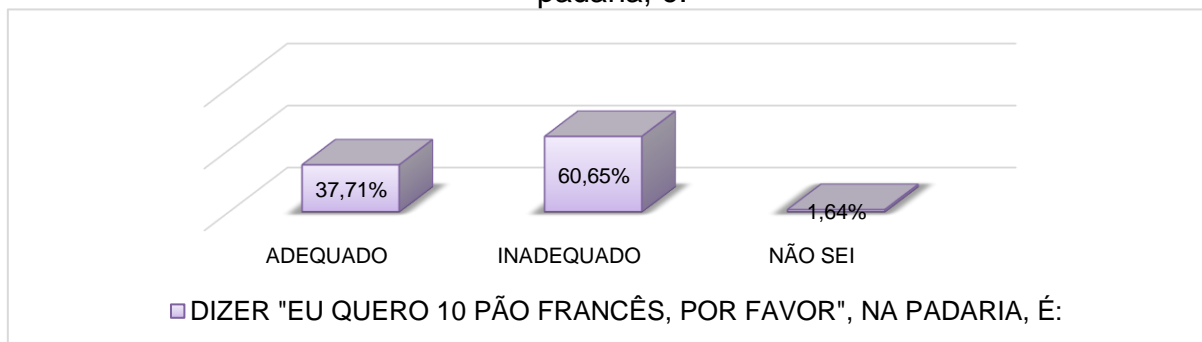 padaria, é:
37,71%
60,65%
1,64%
ADEQUADO
INADEQUADO
NÃO SEI
DIZER "EU QUERO 10 PÃO FRANCÊS, POR FAVOR", NA PADARIA, É: